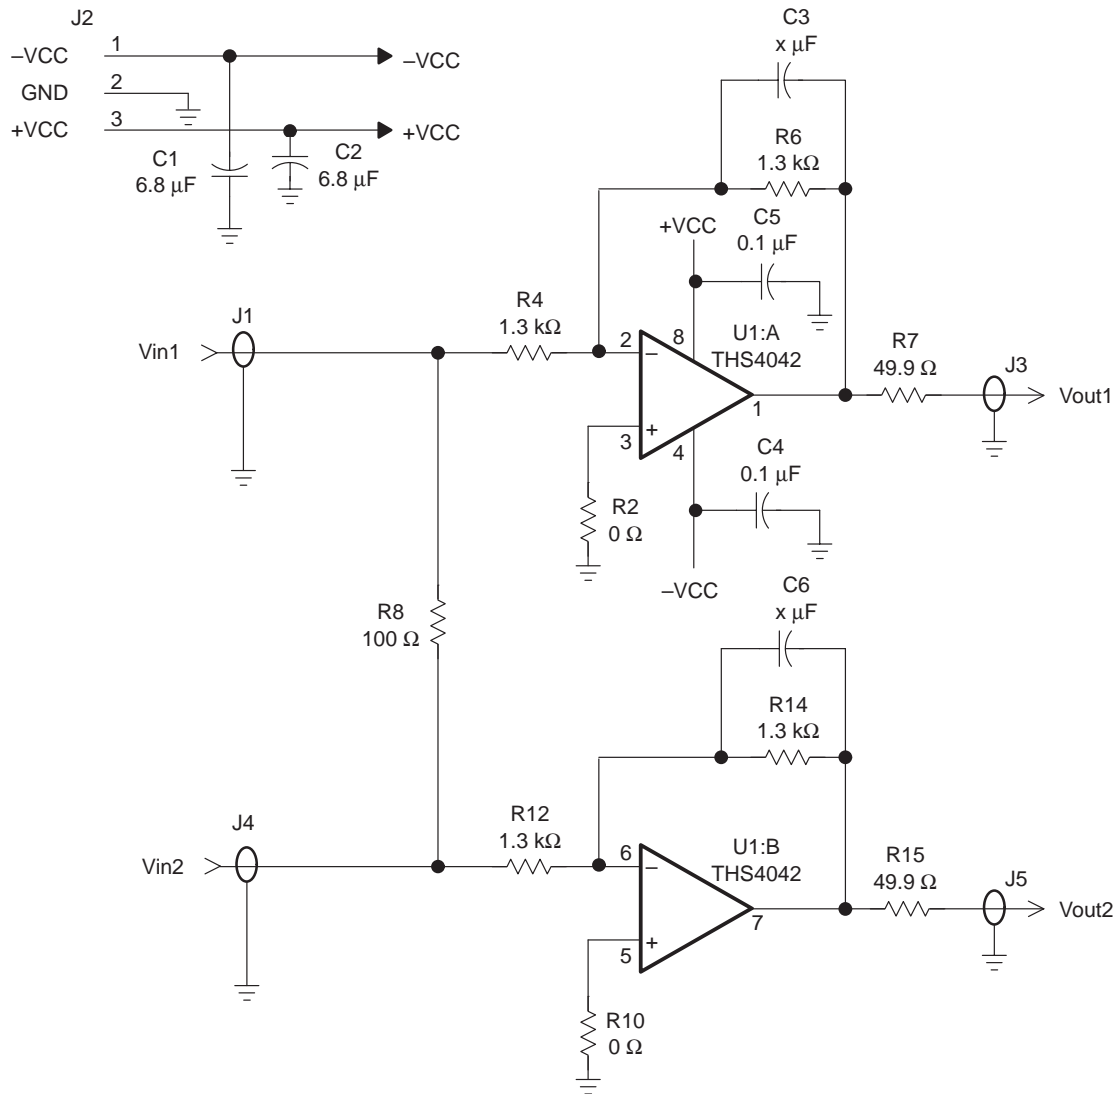 J2
–VCC
1
–VCC
GND
2
+VCC
3
+VCC
C1
6.8 µF
C2
6.8 µF
C3
x µF
R6
1.3 kΩ
+VCC
C5
0.1 µF
Vin1
J1
R4
1.3 kΩ
2
–
8
U1:A
THS4042
1
3
+
4
R7
49.9 Ω
J3
Vout1
C4
0.1 µF
R2
0 Ω
–VCC
R8
100 Ω
C6
x µF
R14
1.3 kΩ
Vin2
J4
R12
1.3 kΩ
6
–
U1:B
THS4042
7
5
+
R15
49.9 Ω
J5
Vout2
R10
0 Ω